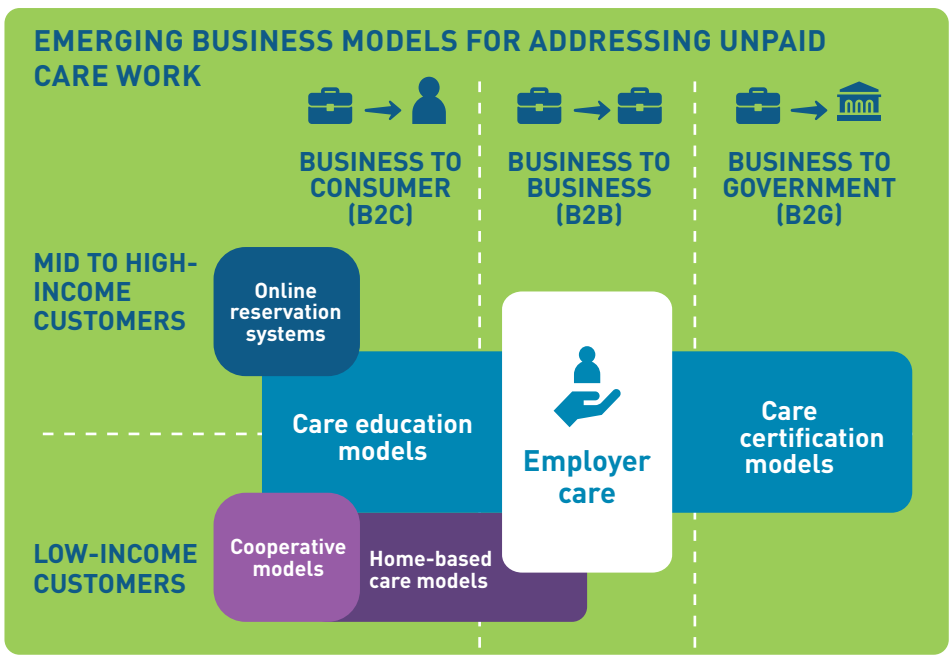 EMERGING BUSINESS MODELS FOR ADDRESSING UNPAID
CARE WORK
BUSINESS TO
CONSUMER
(B2C)
BUSINESS TO
BUSINESS
(B2B)
BUSINESS TO
GOVERNMENT
(B2G)
MID TO HIGH-
INCOME
CUSTOMERS
Online
reservation
systems
Care education
models
Employer
care
Care
certification
models
LOW-INCOME
CUSTOMERS
Cooperative
models
Home-based
care models